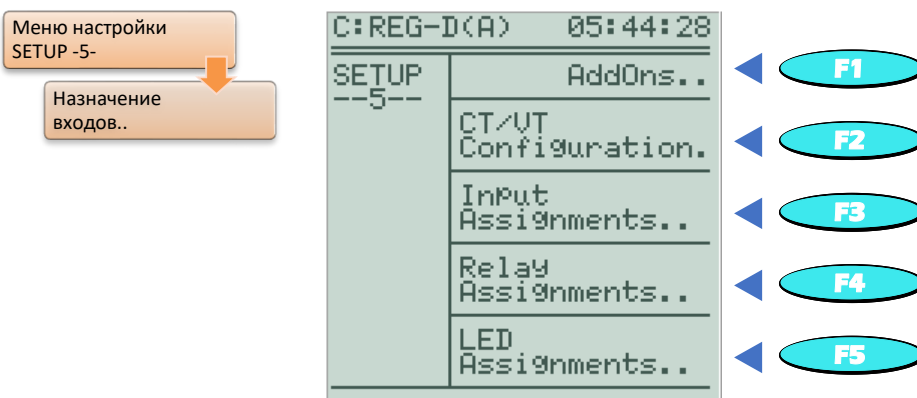 Меню настройки
SETUP -5-
Назначение
входов..
C:REG-D(A) 05:44:28
SETUP
--5--
AddOns..
F1
CT/VT
Configuration.
F2
Input
Assignments..
F3
Relay
Assignments..
F4
LED
Assignments..
F5